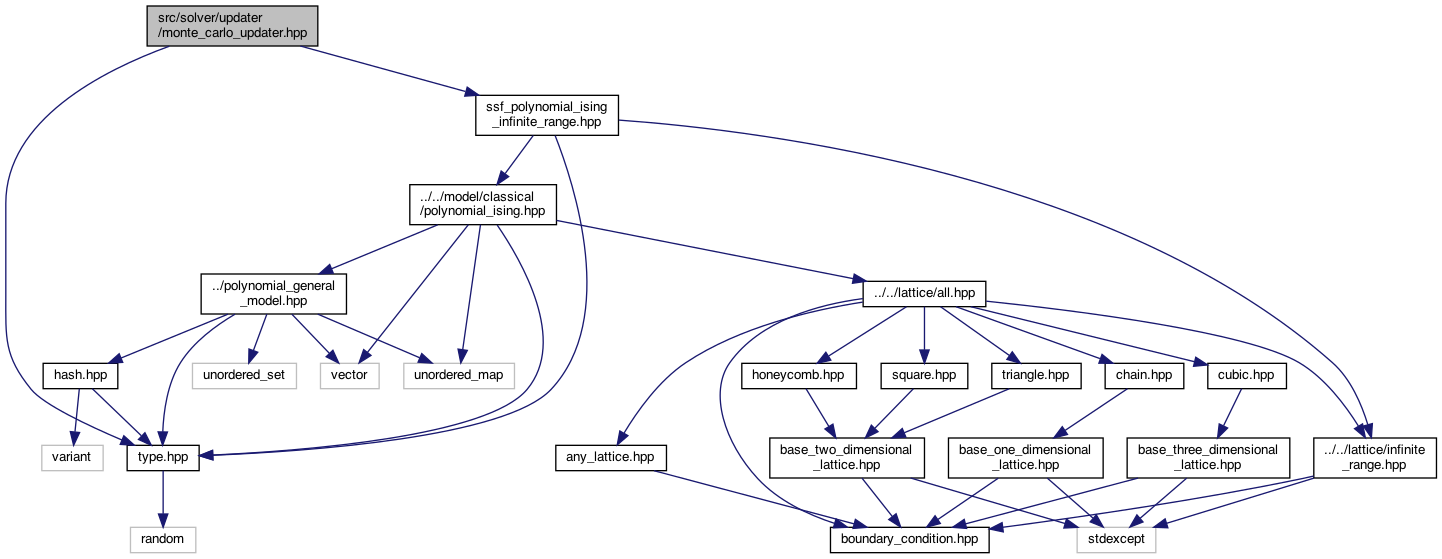 src/solver/updater
/monte_carlo_updater.hpp
ssf_polynomial_ising
_infinite_range.hpp
../../model/classical
/polynomial_ising.hpp
../polynomial_general
_model.hpp
../../lattice/all.hpp
hash.hpp
unordered_set
vector
unordered_map
honeycomb.hpp
square.hpp
triangle.hpp
chain.hpp
cubic.hpp
variant
type.hpp
any_lattice.hpp
base_two_dimensional
_lattice.hpp
base_one_dimensional
_lattice.hpp
base_three_dimensional
_lattice.hpp
../../lattice/infinite
_range.hpp
random
boundary_condition.hpp
stdexcept